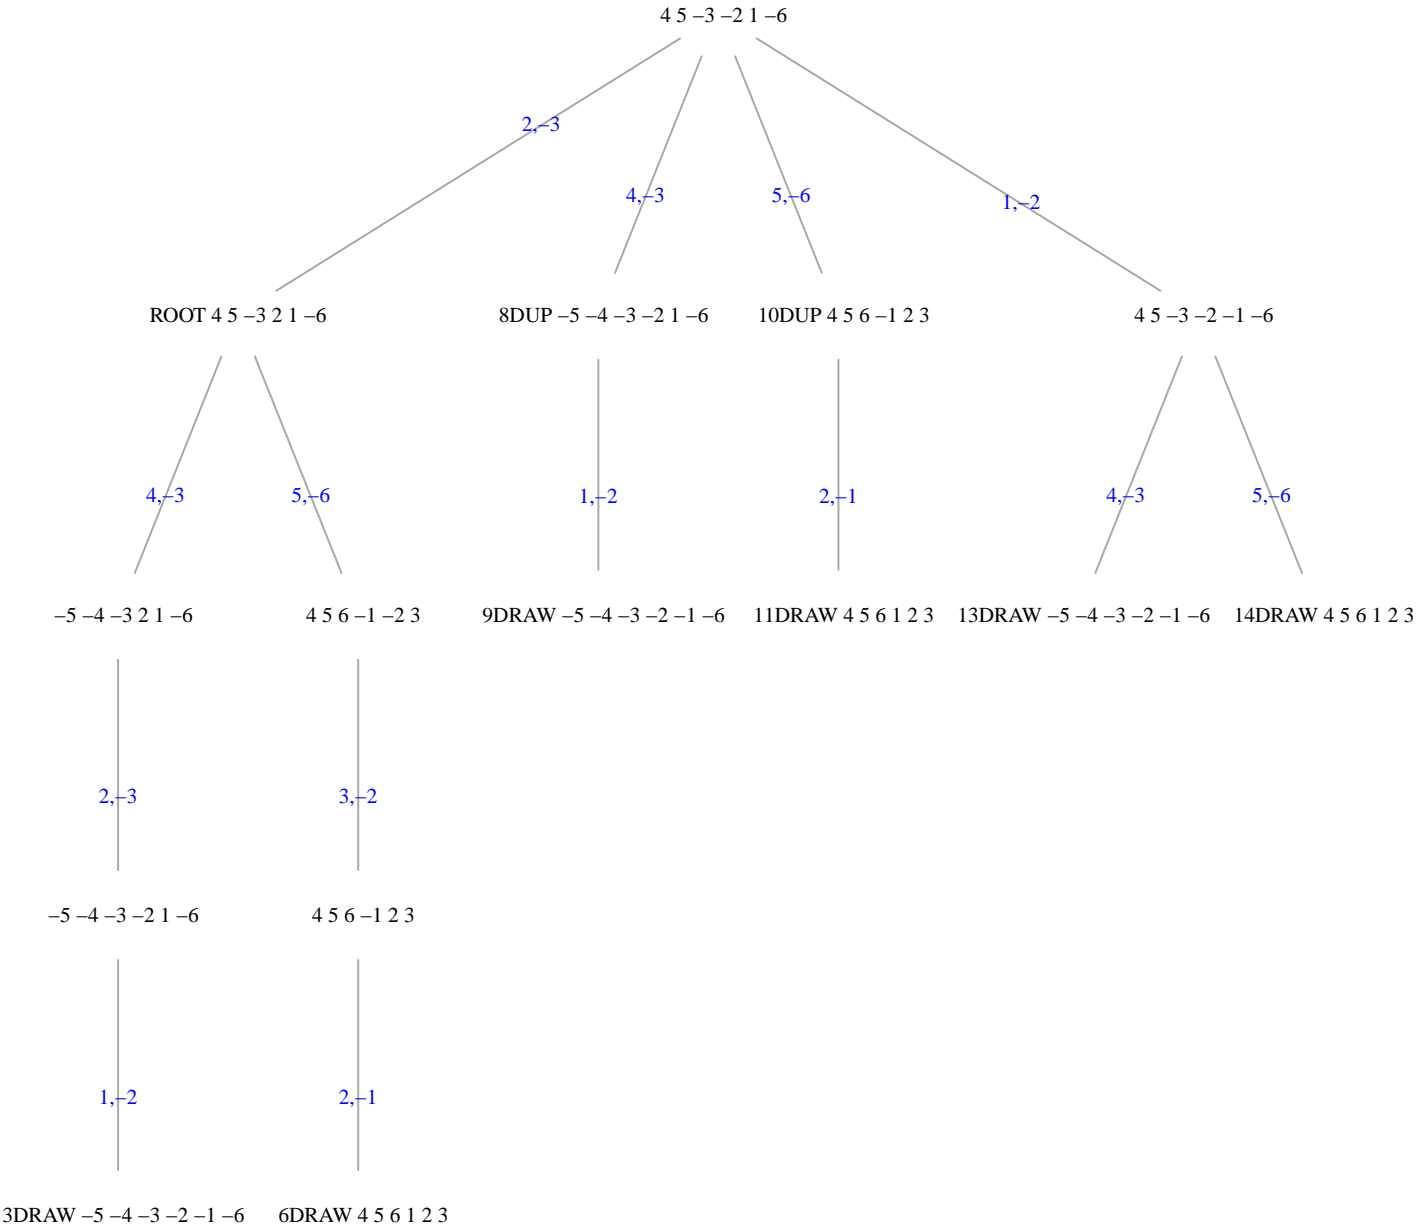 4 5 –3 –2 1 –6
2,–3
4,–3
5,–6
1,–2
ROOT 4 5 –3 2 1 –6
8DUP –5 –4 –3 –2 1 –6
10DUP 4 5 6 –1 2 3
4 5 –3 –2 –1 –6
4,–3
5,–6
1,–2
2,–1
4,–3
5,–6
–5 –4 –3 2 1 –6
4 5 6 –1 –2 3
9DRAW –5 –4 –3 –2 –1 –6
11DRAW 4 5 6 1 2 3
13DRAW –5 –4 –3 –2 –1 –6
14DRAW 4 5 6 1 2 3
2,–3
3,–2
–5 –4 –3 –2 1 –6
4 5 6 –1 2 3
1,–2
2,–1
3DRAW –5 –4 –3 –2 –1 –6
6DRAW 4 5 6 1 2 3